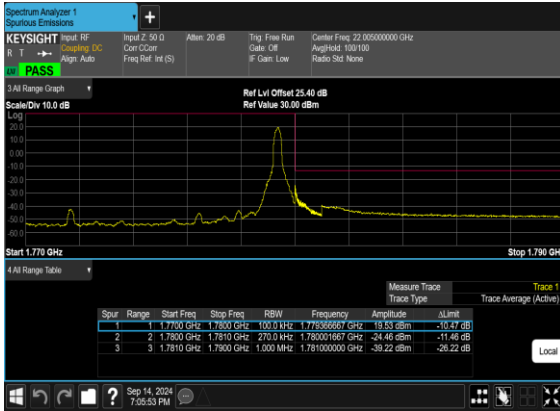 Spectrum Analyzer 1
Spurious Emissions
+
KEYSIGHT Input: RF Input Z: 50 Ω Atten: 20 dB Trig: Free Run Center Freq: 22.005000000 GHz
R T Coupling: DC Corr CCorr Gate: Off Avg|Hold: 100/100
Align: Auto Freq Ref: Int (S) IF Gain: Low Radio Std: None
PASS
3 All Range Graph
Ref Lvl Offset 25.40 dB
Scale/Div 10.0 dB Ref Value 30.00 dBm
Log
20.0
10.0
0.00
-10.0
-20.0
-30.0
-40.0
-50.0
-60.0
Start 1.770 GHz Stop 1.790 GH
4 All Range Table
Measure Trace Trace 1
Trace Type Trace Average (Active)
Spur Range Start Freq Stop Freq RBW Frequency Amplitude ΔLimit
1 1 1.7700 GHz 1.7800 GHz 100.0 kHz 1.779366667 GHz 19.53 dBm -10.47 dB
2 2 1.7800 GHz 1.7810 GHz 270.0 kHz 1.780001667 GHz -24.46 dBm -11.46 dB
3 3 1.7810 GHz 1.7900 GHz 1.000 MHz 1.781000000 GHz -39.22 dBm -26.22 dB
Local
?
Sep 14, 2024
7:05:53 PM